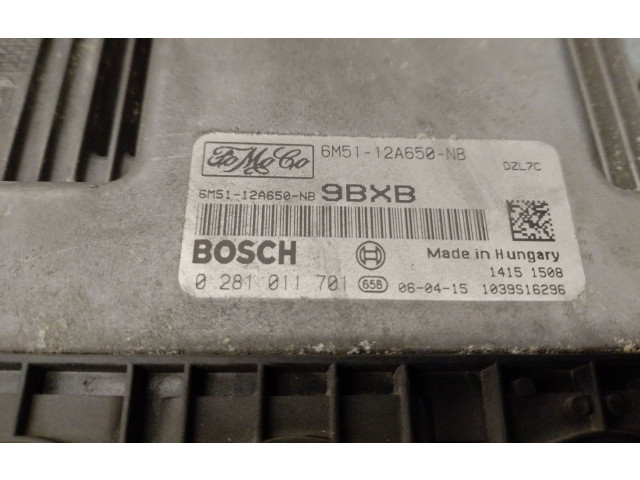 FoMoCo 6M51-12A650-NB DZL7C
6M51-12A650-NB 9BXB
BOSCH Made in Hungary
1415 1508
0 281 011 701 658 06-04-15 1039S16296